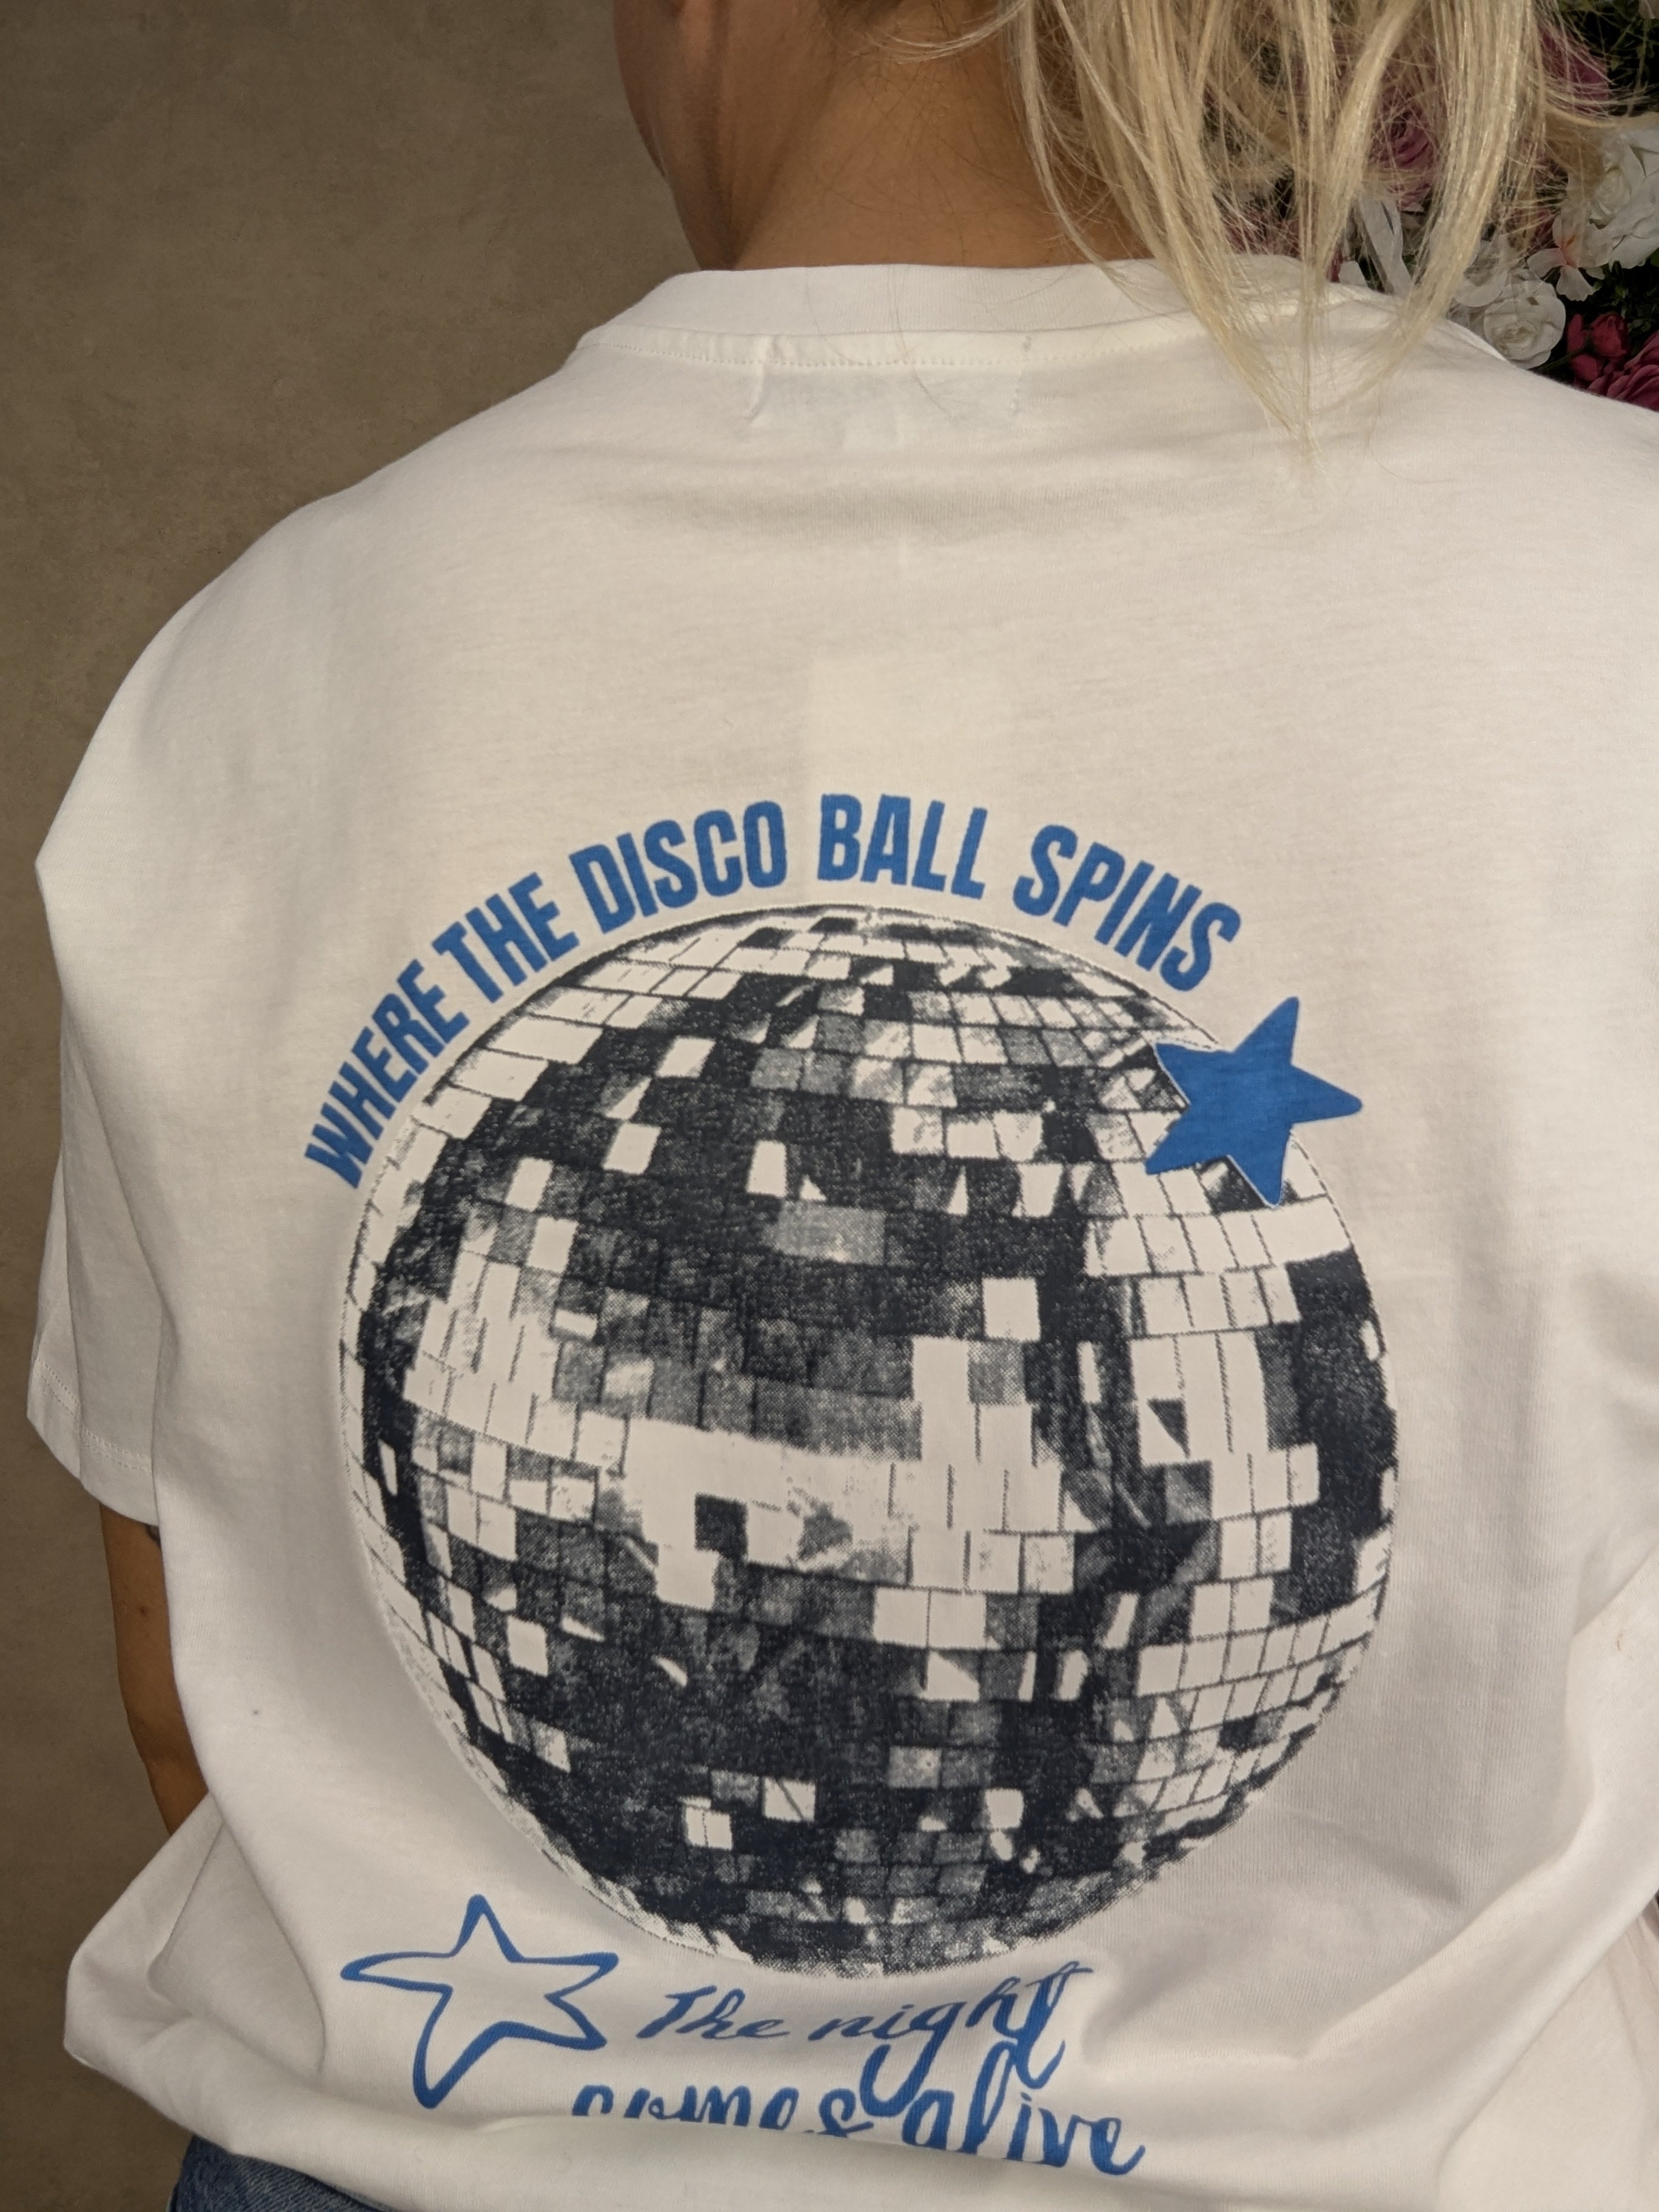 WHERE THE DISCO BALL SPINS
The night
comes alive